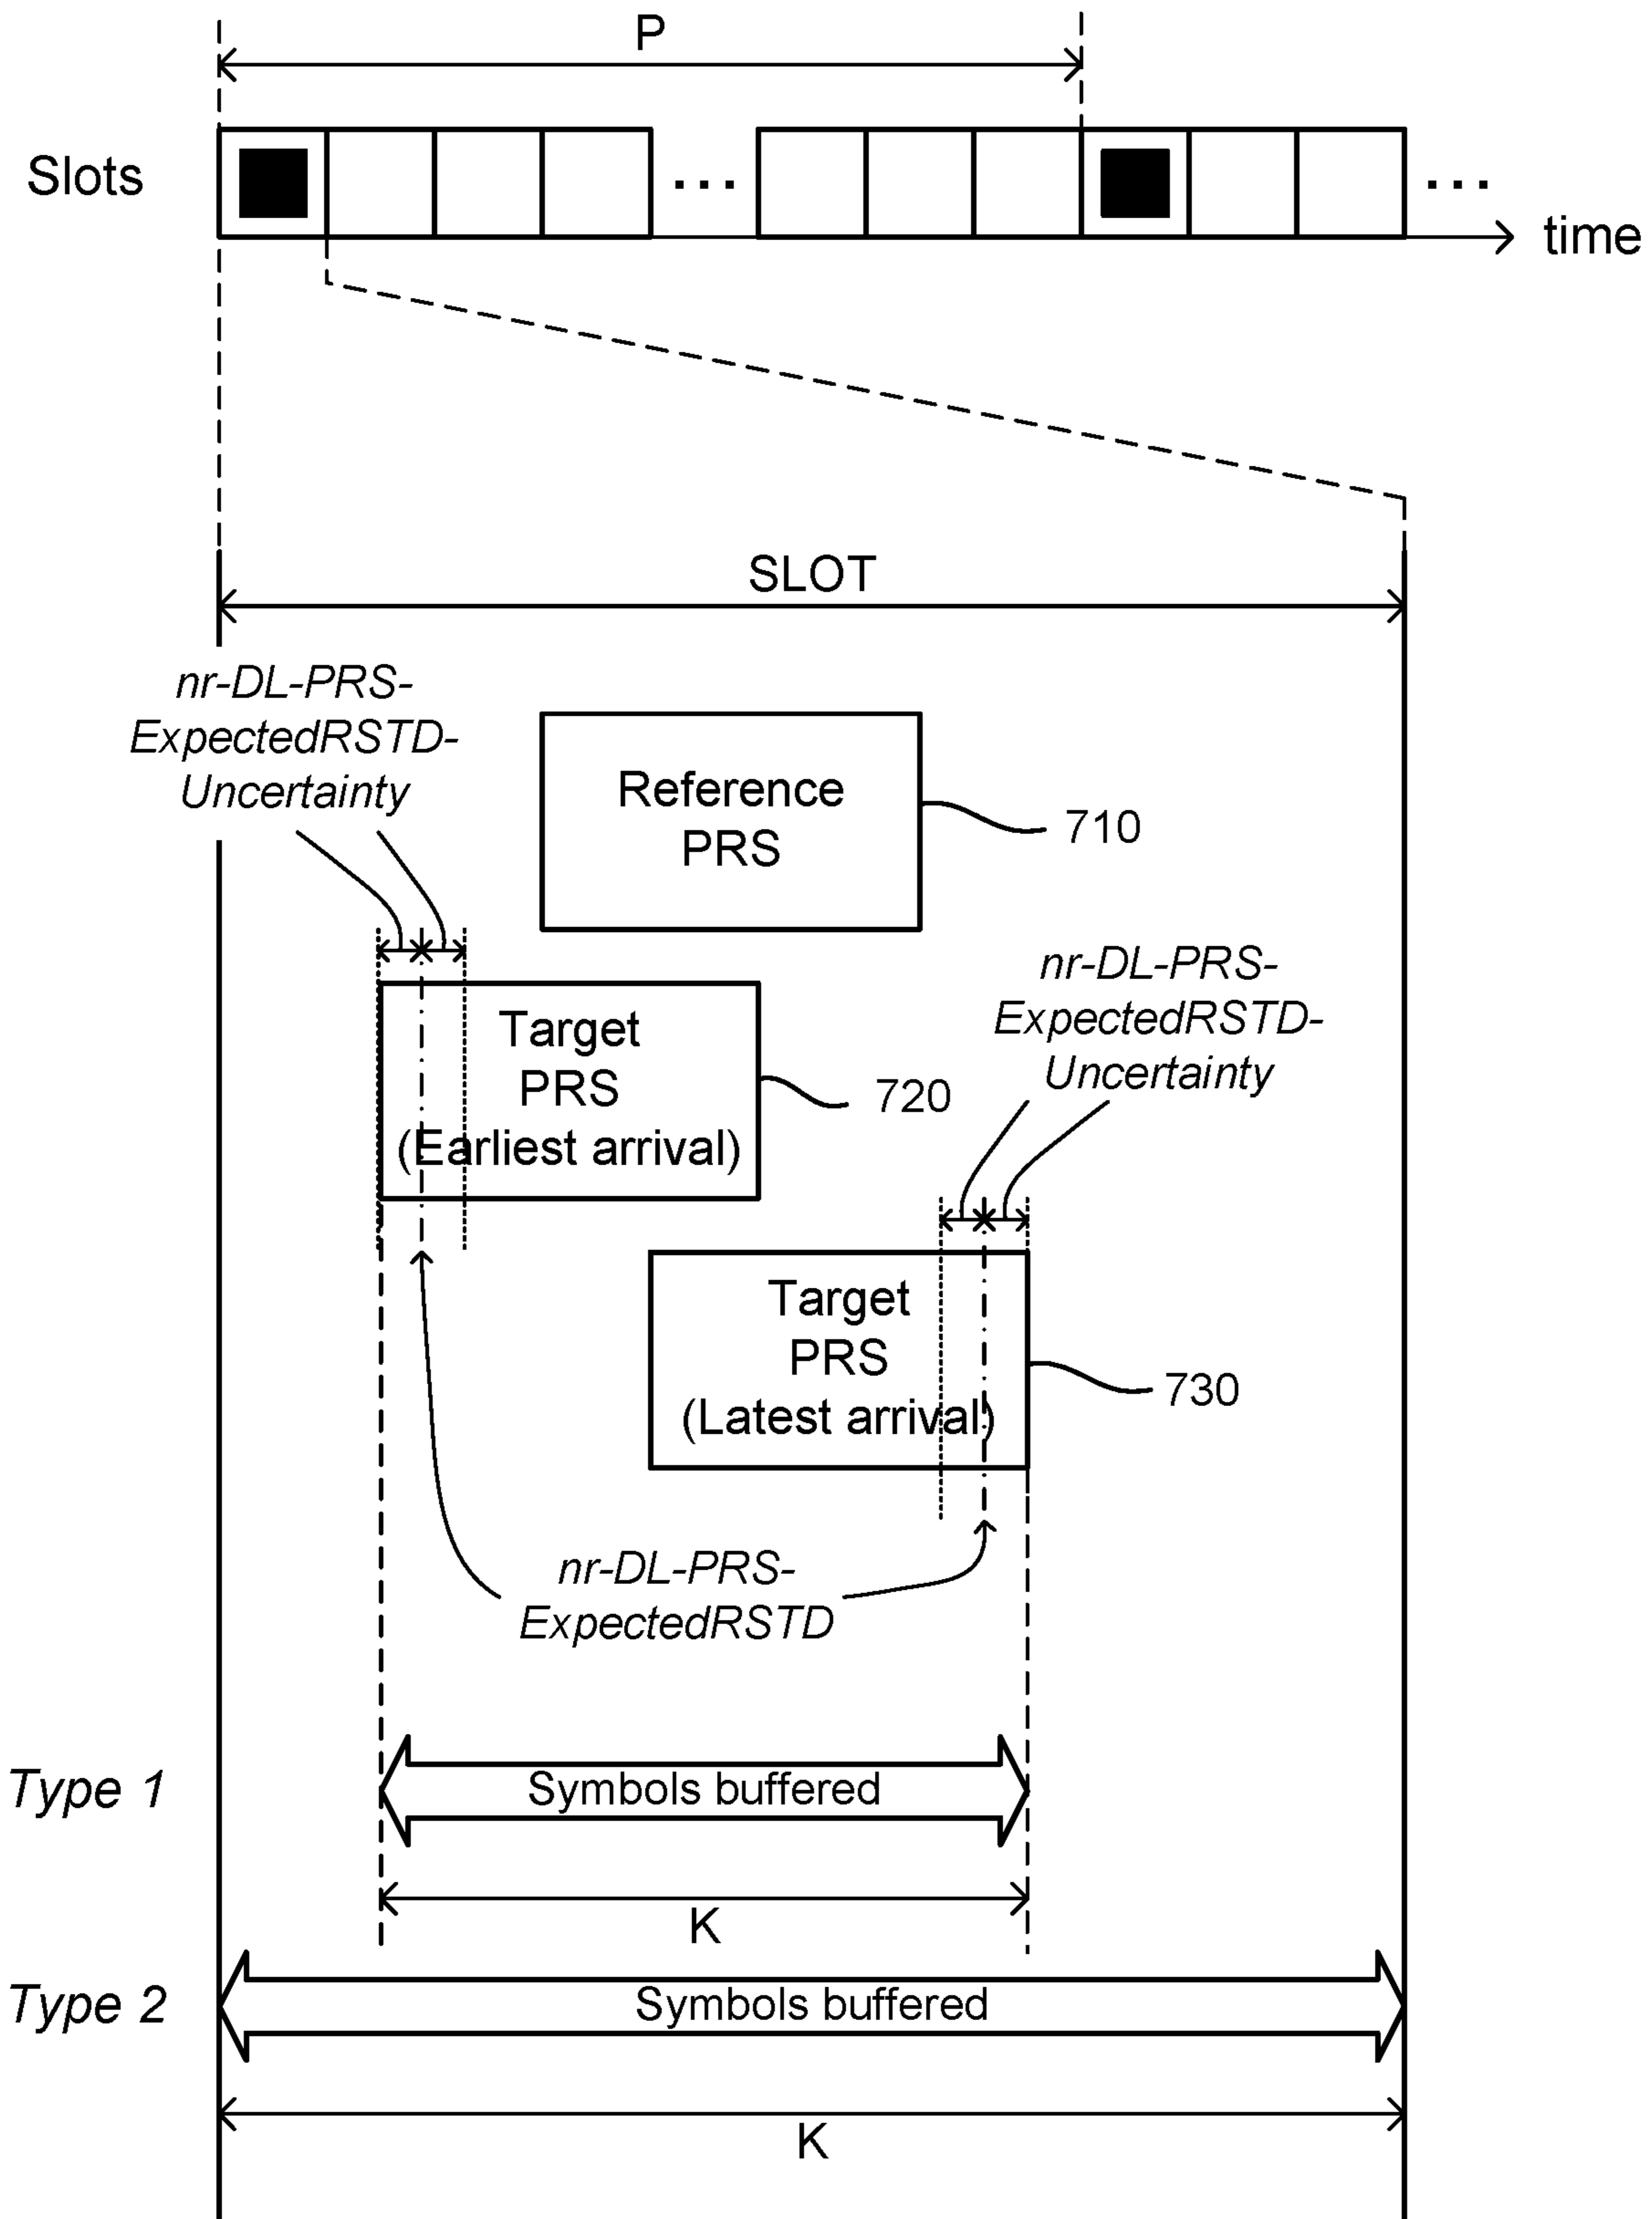 P
Slots
...
...
time
SLOT
nr-DL-PRS-
ExpectedRSTD-
Uncertainty
Reference
PRS
710
nr-DL-PRS-
ExpectedRSTD-
Uncertainty
Target
PRS
(Earliest arrival)
720
Target
PRS
(Latest arrival)
730
nr-DL-PRS-
ExpectedRSTD
Type 1
Symbols buffered
K
Type 2
Symbols buffered
K